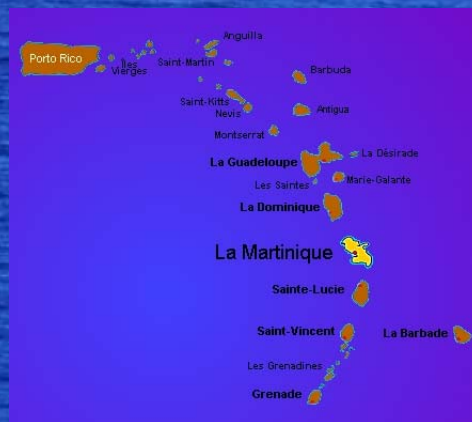 Anguilla
Porto Rico
Îles
Vierges
Saint-Martin
Barbuda
Saint-Kitts
Nevis
Antigua
Montserrat
La Guadeloupe
La Désirade
Les Saintes
Marie-Galante
La Dominique
La Martinique
Sainte-Lucie
Saint-Vincent
La Barbade
Les Grenadines
Grenade